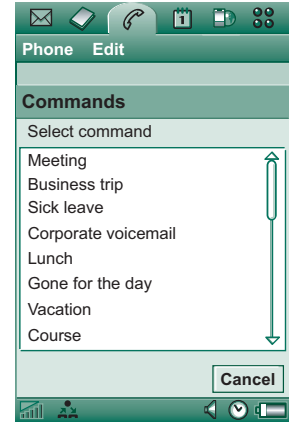 1
Phone Edit
Commands
Select command
Meeting
Business trip
Sick leave
Corporate voicemail
Lunch
Gone for the day
Vacation
Course
Cancel